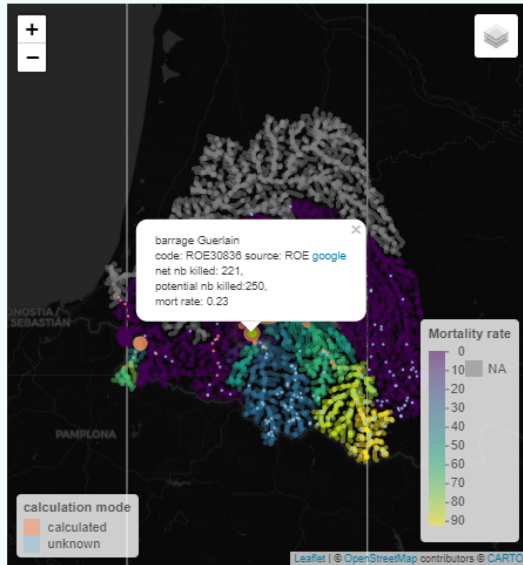 +
−
×
barrage Guerlain
code: ROE30836 source: ROE google
net nb killed: 221,
potential nb killed:250,
mort rate: 0.23
ONOSTIA /
SEBASTIÁN
PAMPLONA
Mortality rate
0
10
NA
20
30
40
50
60
70
80
90
calculation mode
calculated
unknown
Leaflet | © OpenStreetMap contributors © CARTO